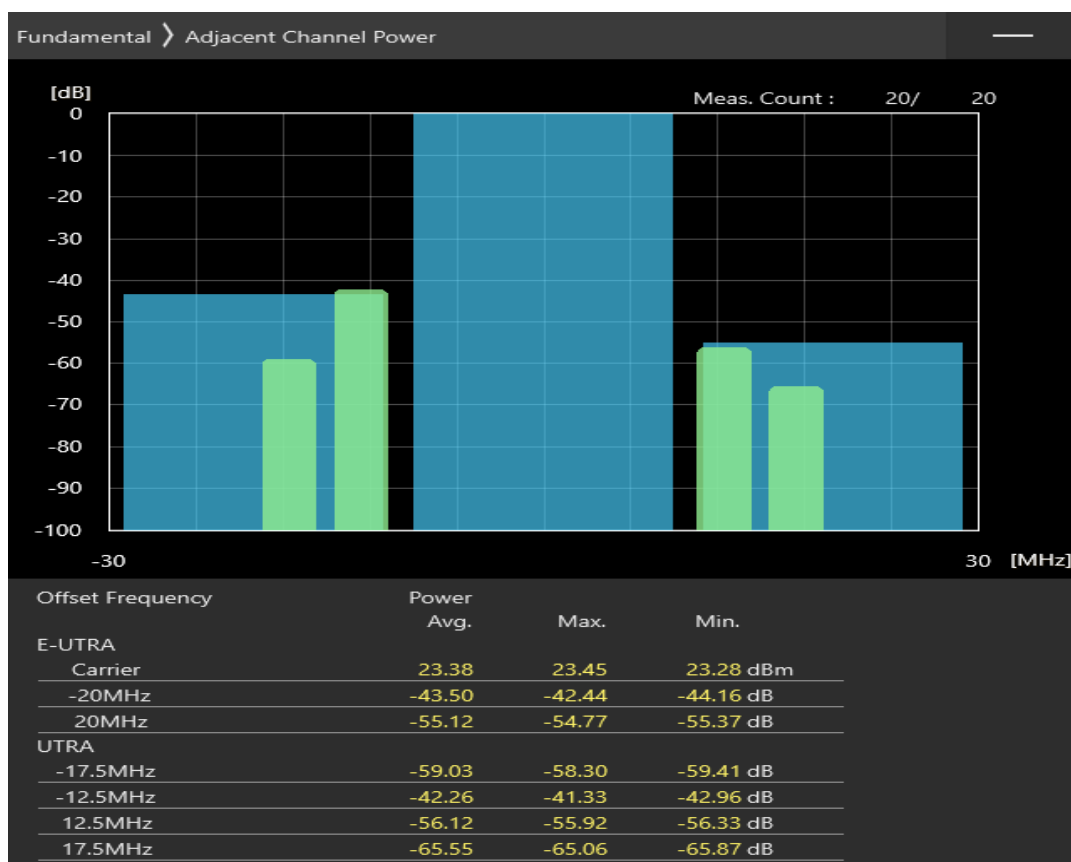 Fundamental 〉 Adjacent Channel Power
[dB]
Meas. Count : 20/ 20
0
-10
-20
-30
-40
-50
-60
-70
-80
-90
-100
-30 30 [MHz]
Offset Frequency Power
Avg. Max. Min.
E-UTRA
Carrier 23.38 23.45 23.28 dBm
-20MHz -43.50 -42.44 -44.16 dB
20MHz -55.12 -54.77 -55.37 dB
UTRA
-17.5MHz -59.03 -58.30 -59.41 dB
-12.5MHz -42.26 -41.33 -42.96 dB
12.5MHz -56.12 -55.92 -56.33 dB
17.5MHz -65.55 -65.06 -65.87 dB